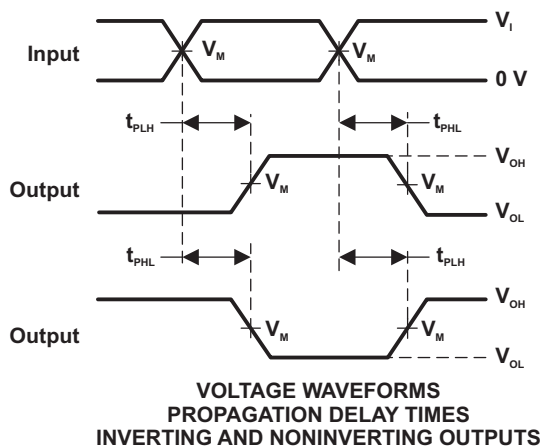 Input
V_M
V_M
V_I
0 V
t_PLH
t_PHL
Output
V_M
V_M
V_OH
V_OL
t_PHL
t_PLH
Output
V_M
V_M
V_OH
V_OL
VOLTAGE WAVEFORMS
PROPAGATION DELAY TIMES
INVERTING AND NONINVERTING OUTPUTS